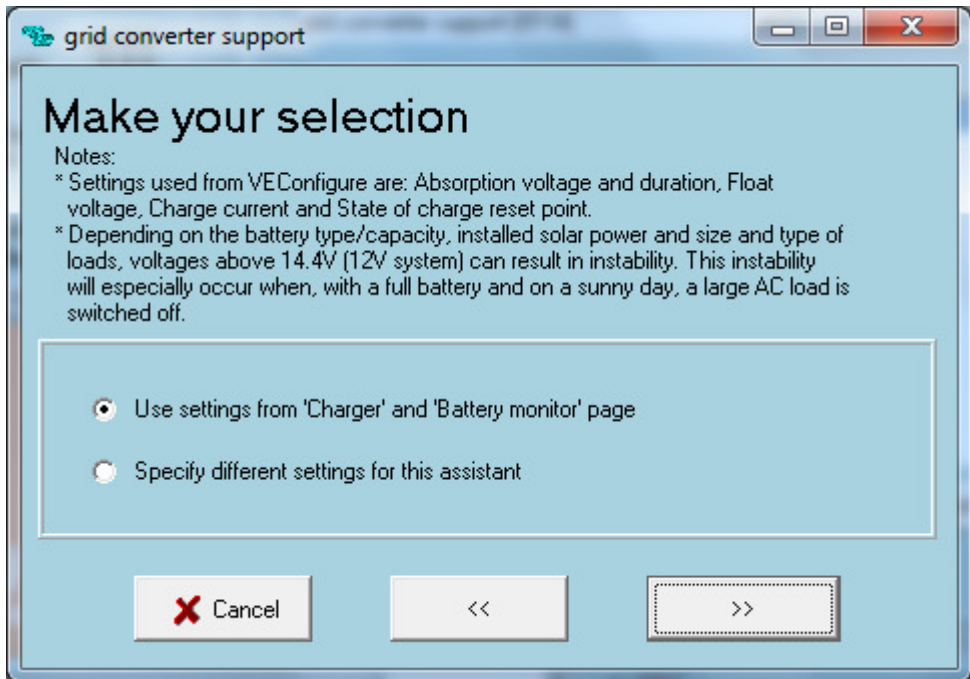 grid converter support
Make your selection
Notes:
* Settings used from VEConfigure are: Absorption voltage and duration, Float
voltage, Charge current and State of charge reset point.
* Depending on the battery type/capacity, installed solar power and size and type of
loads, voltages above 14.4V (12V system) can result in instability. This instability
will especially occur when, with a full battery and on a sunny day, a large AC load is
switched off.
Use settings from 'Charger' and 'Battery monitor' page
Specify different settings for this assistant
Cancel
<<
>>